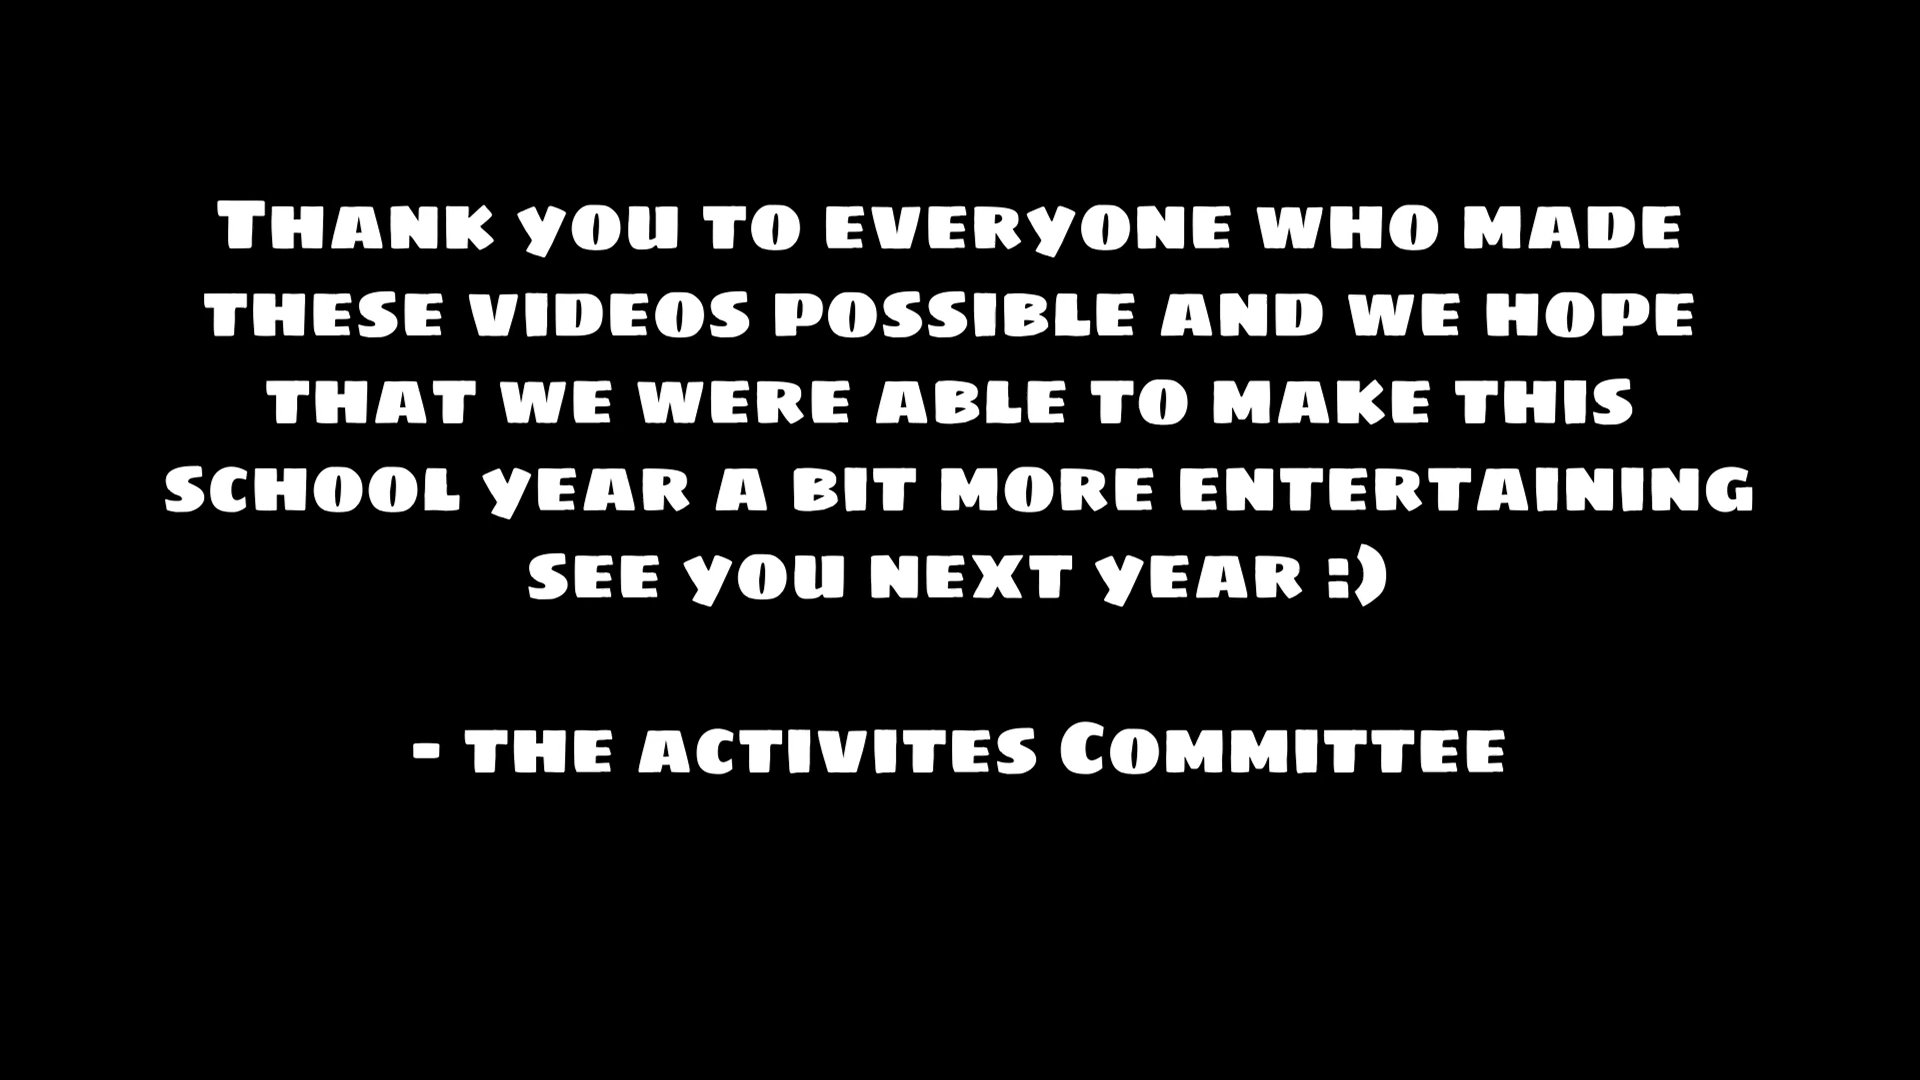 Thank you to everyone who made
these videos possible and we hope
that we were able to make this
school year a bit more entertaining
see you next year :)
- the activites Committee